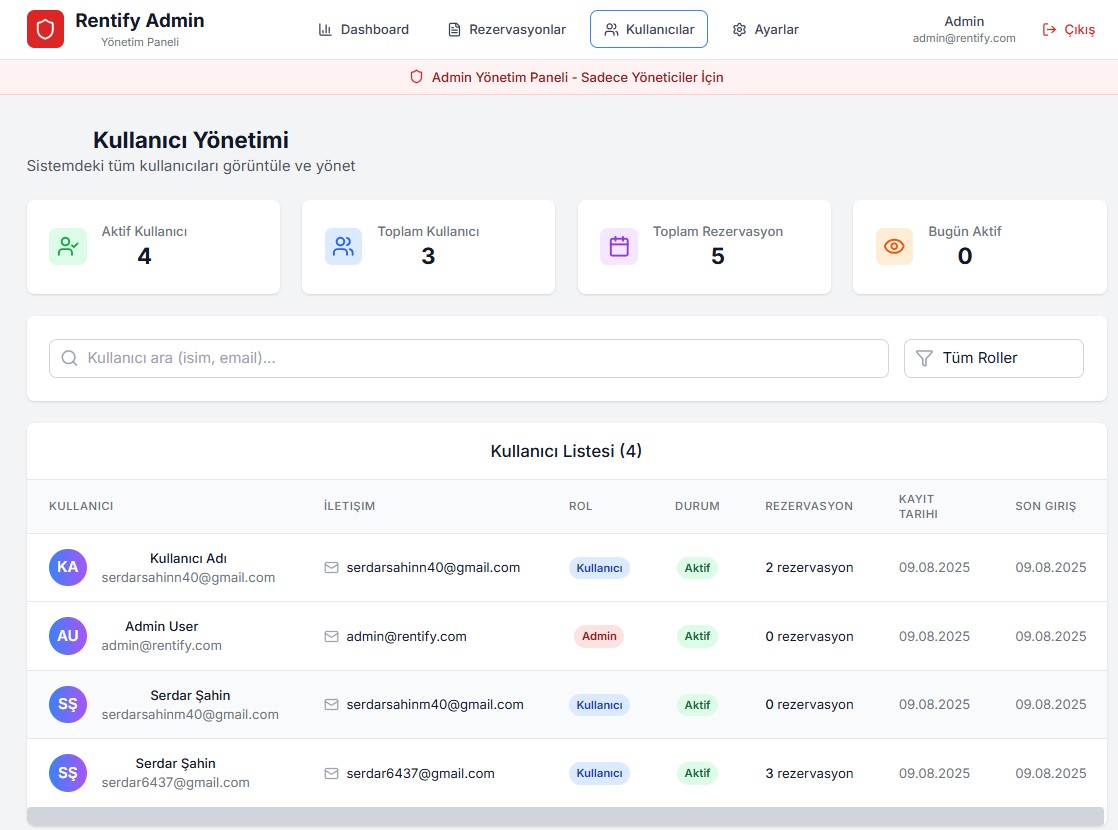 Rentify Admin
Yönetim Paneli
Dashboard
Rezervasyonlar
Kullanıcılar
Ayarlar
Admin
admin@rentify.com
Çıkış
Admin Yönetim Paneli - Sadece Yöneticiler İçin
Kullanıcı Yönetimi
Sistemdeki tüm kullanıcıları görüntüle ve yönet
Aktif Kullanıcı
4
Toplam Kullanıcı
3
Toplam Rezervasyon
5
Bugün Aktif
0
Kullanıcı ara (isim, email)...
Tüm Roller
Kullanıcı Listesi (4)
KULLANICI İLETİŞIM ROL DURUM REZERVASYON KAYIT TARIHI SON GIRIŞ
KA
Kullanıcı Adı
serdarsahinn40@gmail.com
serdarsahinn40@gmail.com Kullanıcı Aktif 2 rezervasyon 09.08.2025 09.08.2025
AU
Admin User
admin@rentify.com
admin@rentify.com Admin Aktif 0 rezervasyon 09.08.2025 09.08.2025
SŞ
Serdar Şahin
serdarsahinm40@gmail.com
serdarsahinm40@gmail.com Kullanıcı Aktif 0 rezervasyon 09.08.2025 09.08.2025
SŞ
Serdar Şahin
serdar6437@gmail.com
serdar6437@gmail.com Kullanıcı Aktif 3 rezervasyon 09.08.2025 09.08.2025